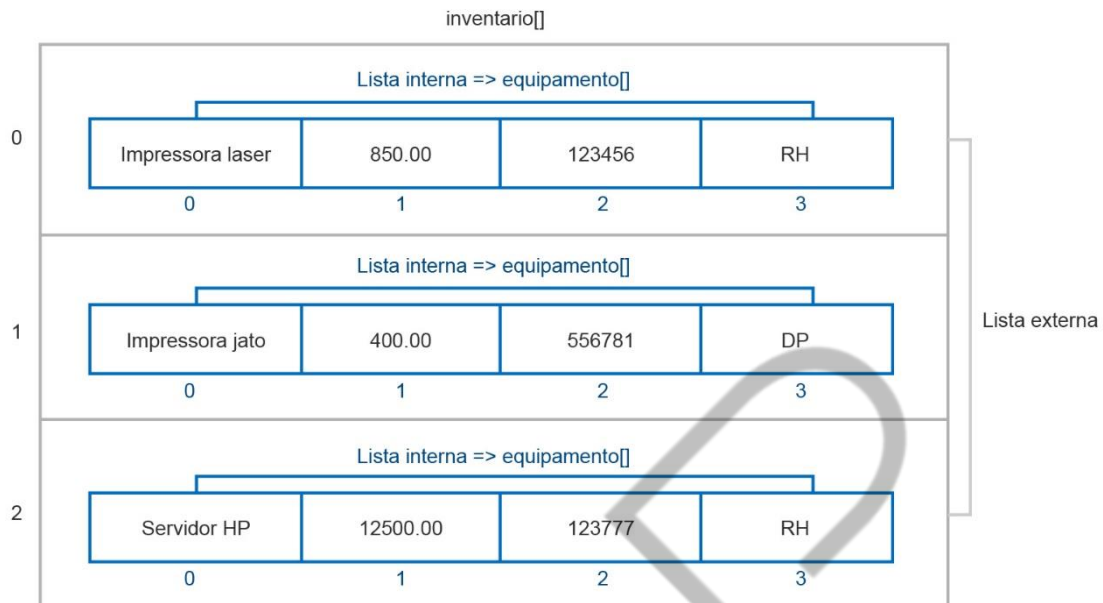 inventario[]
Lista interna => equipamento[]
0
Impressora laser 850.00 123456 RH
0 1 2 3
Lista interna => equipamento[]
1
Impressora jato 400.00 556781 DP
0 1 2 3
Lista externa
Lista interna => equipamento[]
2
Servidor HP 12500.00 123777 RH
0 1 2 3